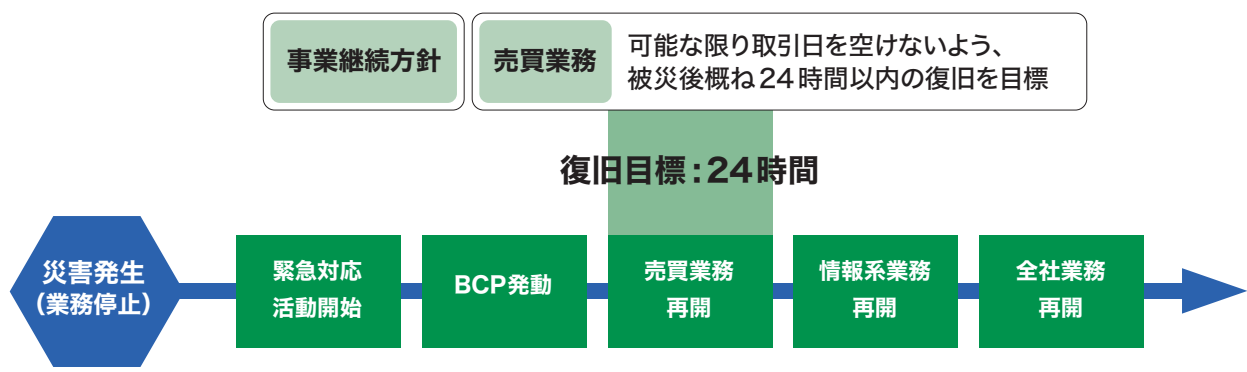 事業継続方針
売買業務
可能な限り取引日を空けないよう、
被災後概ね24時間以内の復旧を目標
復旧目標:24時間
災害発生
(業務停止)
緊急対応
活動開始
BCP発動
売買業務
再開
情報系業務
再開
全社業務
再開